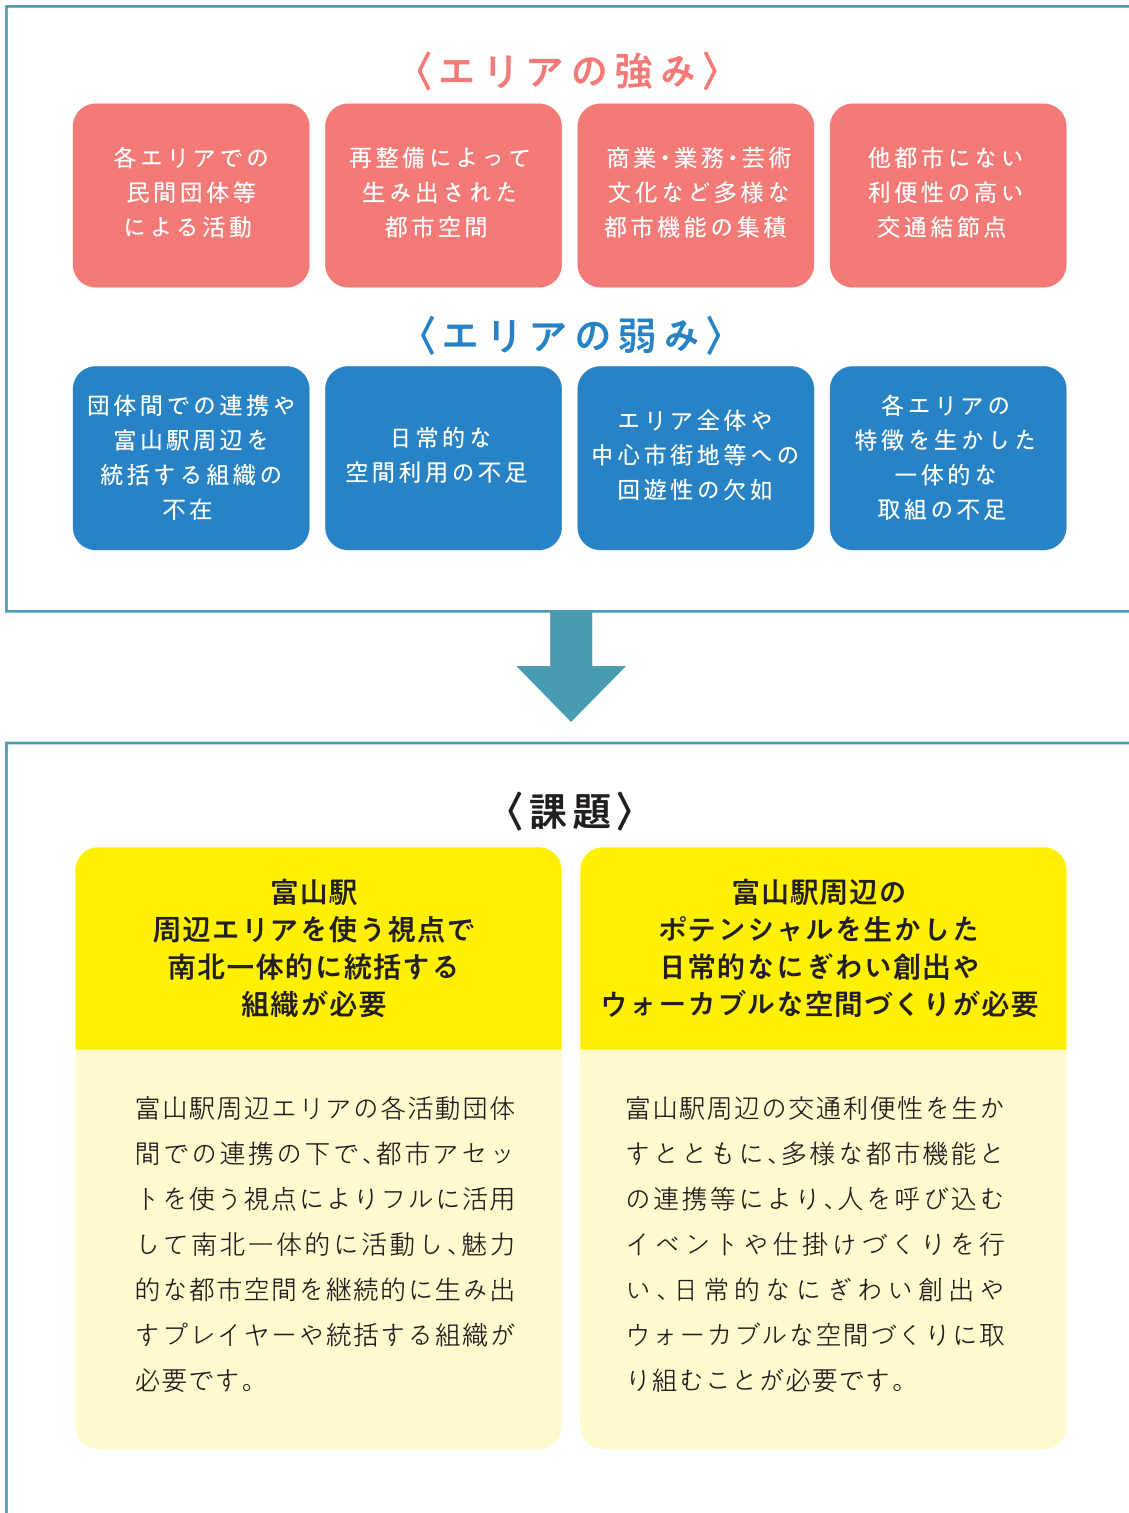 〈エリアの強み〉
各エリアでの
民間団体等
による活動
再整備によって
生み出された
都市空間
商業・業務・芸術
文化など多様な
都市機能の集積
他都市にない
利便性の高い
交通結節点
〈エリアの弱み〉
団体間での連携や
富山駅周辺を
統括する組織の
不在
日常的な
空間利用の不足
エリア全体や
中心市街地等への
回遊性の欠如
各エリアの
特徴を生かした
一体的な
取組の不足
〈課題〉
富山駅
周辺エリアを使う視点で
南北一体的に統括する
組織が必要
富山駅周辺エリアの各活動団体
間での連携の下で、都市アセッ
トを使う視点によりフルに活用
して南北一体的に活動し、魅力
的な都市空間を継続的に生み出
すプレイヤーや統括する組織が
必要です。
富山駅周辺の
ポテンシャルを生かした
日常的なにぎわい創出や
ウォーカブルな空間づくりが必要
富山駅周辺の交通利便性を生か
すとともに、多様な都市機能と
の連携等により、人を呼び込む
イベントや仕掛けづくりを行
い、日常的なにぎわい創出や
ウォーカブルな空間づくりに取
り組むことが必要です。